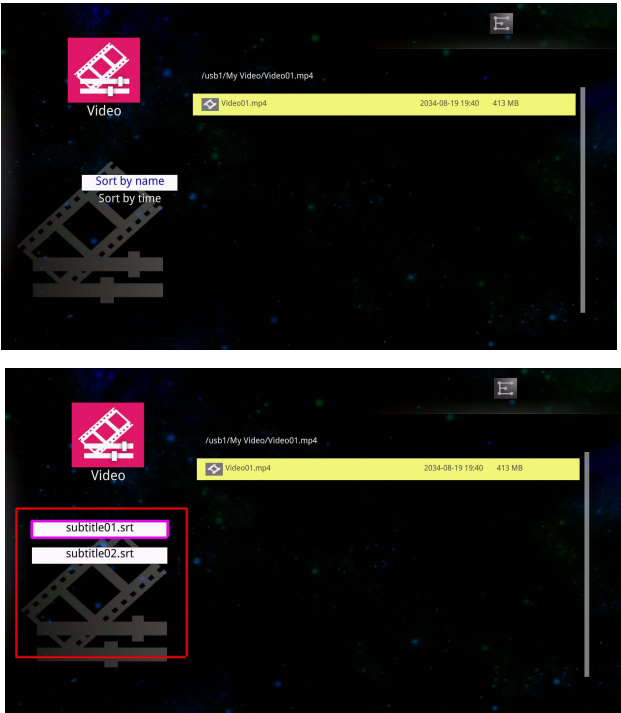 /usb1/My Video/Video01.mp4
Video
Video01.mp4 2034-08-19 19:40 413 MB
Sort by name
Sort by time
/usb1/My Video/Video01.mp4
Video
Video01.mp4 2034-08-19 19:40 413 MB
subtitle01.srt
subtitle02.srt